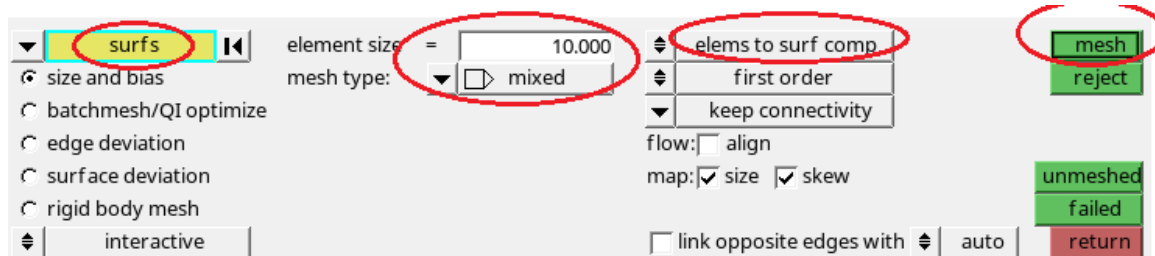 surfs element size = 10.000 elems to surf comp mesh
size and bias mesh type: mixed first order reject
batchmesh/QI optimize keep connectivity
edge deviation flow: align
surface deviation map: size skew unmeshed
rigid body mesh failed
interactive link opposite edges with auto return